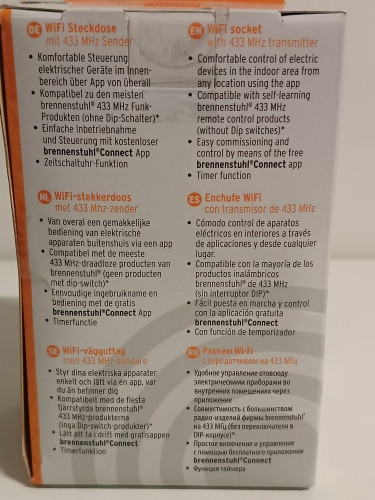 DE WiFi Steckdose
mit 433 MHz Sender
• Komfortable Steuerung
elektrischer Geräte im Innen-
bereich über App von überall
• Kompatibel zu den meisten
brennenstuhl® 433 MHz Funk-
Produkten (ohne Dip-Schalter)*
• Einfache Inbetriebnahme
und Steuerung mit kostenloser
brennenstuhl®Connect App
• Zeitschaltuhr-Funktion
EN WiFi socket
with 433 MHz transmitter
• Comfortable control of electric
devices in the indoor area from
any location using the app
• Compatible with self-learning
brennenstuhl® 433 MHz
remote control products
(without Dip switches)*
• Easy commissioning and
control by means of the free
brennenstuhl®Connect app
• Timer function
NL WiFi-stekkerdoos
met 433 Mhz-zender
• Van overal een gemakkelijke
bediening van elektrische
apparaten buitenshuis via een app
• Compatibel met de meeste
433 MHz-draadloze producten van
brennenstuhl® (geen producten
met dip-switch)*
• Eenvoudige ingebruikname en
bediening met de gratis
brennenstuhl®Connect App
• Timerfunctie
ES Enchufe WiFi
con transmisor de 433 MHz
• Cómodo control de aparatos
eléctricos en interiores a través
de aplicaciones y desde cualquier
lugar.
• Compatible con la mayoría de los
productos inalámbricos
brennenstuhl® de 433 MHz
(sin interruptor DIP)*
• Fácil puesta en marcha y control
con la aplicación gratuita
brennenstuhl®Connect
• Con función de temporizador
SE WiFi-vägguttag
med 433 MHz-sändare
• Styr dina elektriska apparater
enkelt och lätt via en app, var
du än befinner dig
• Kompatibelt med de flesta
fjärrstyrda brennenstuhl®
433 MHz-produkterna
(inga Dip-switch-produkter)*
• Lätt att ta i drift med gratisappen
brennenstuhl®Connect
• Timerfunktion
RU Разъем Wi-Fi
с передатчиком на 433 МГц
• Удобное управление отовсюду
электрическими приборами во
внутренних помещениях через
приложение
• Совместимость с большинством
радио-изделий фирмы brennenstuhl®
на 433 МГц (без переключателя в
DIP-корпусе)*
• Простое включение и управление
с помощью бесплатного приложения
brennenstuhl®Connect
• Функция таймера